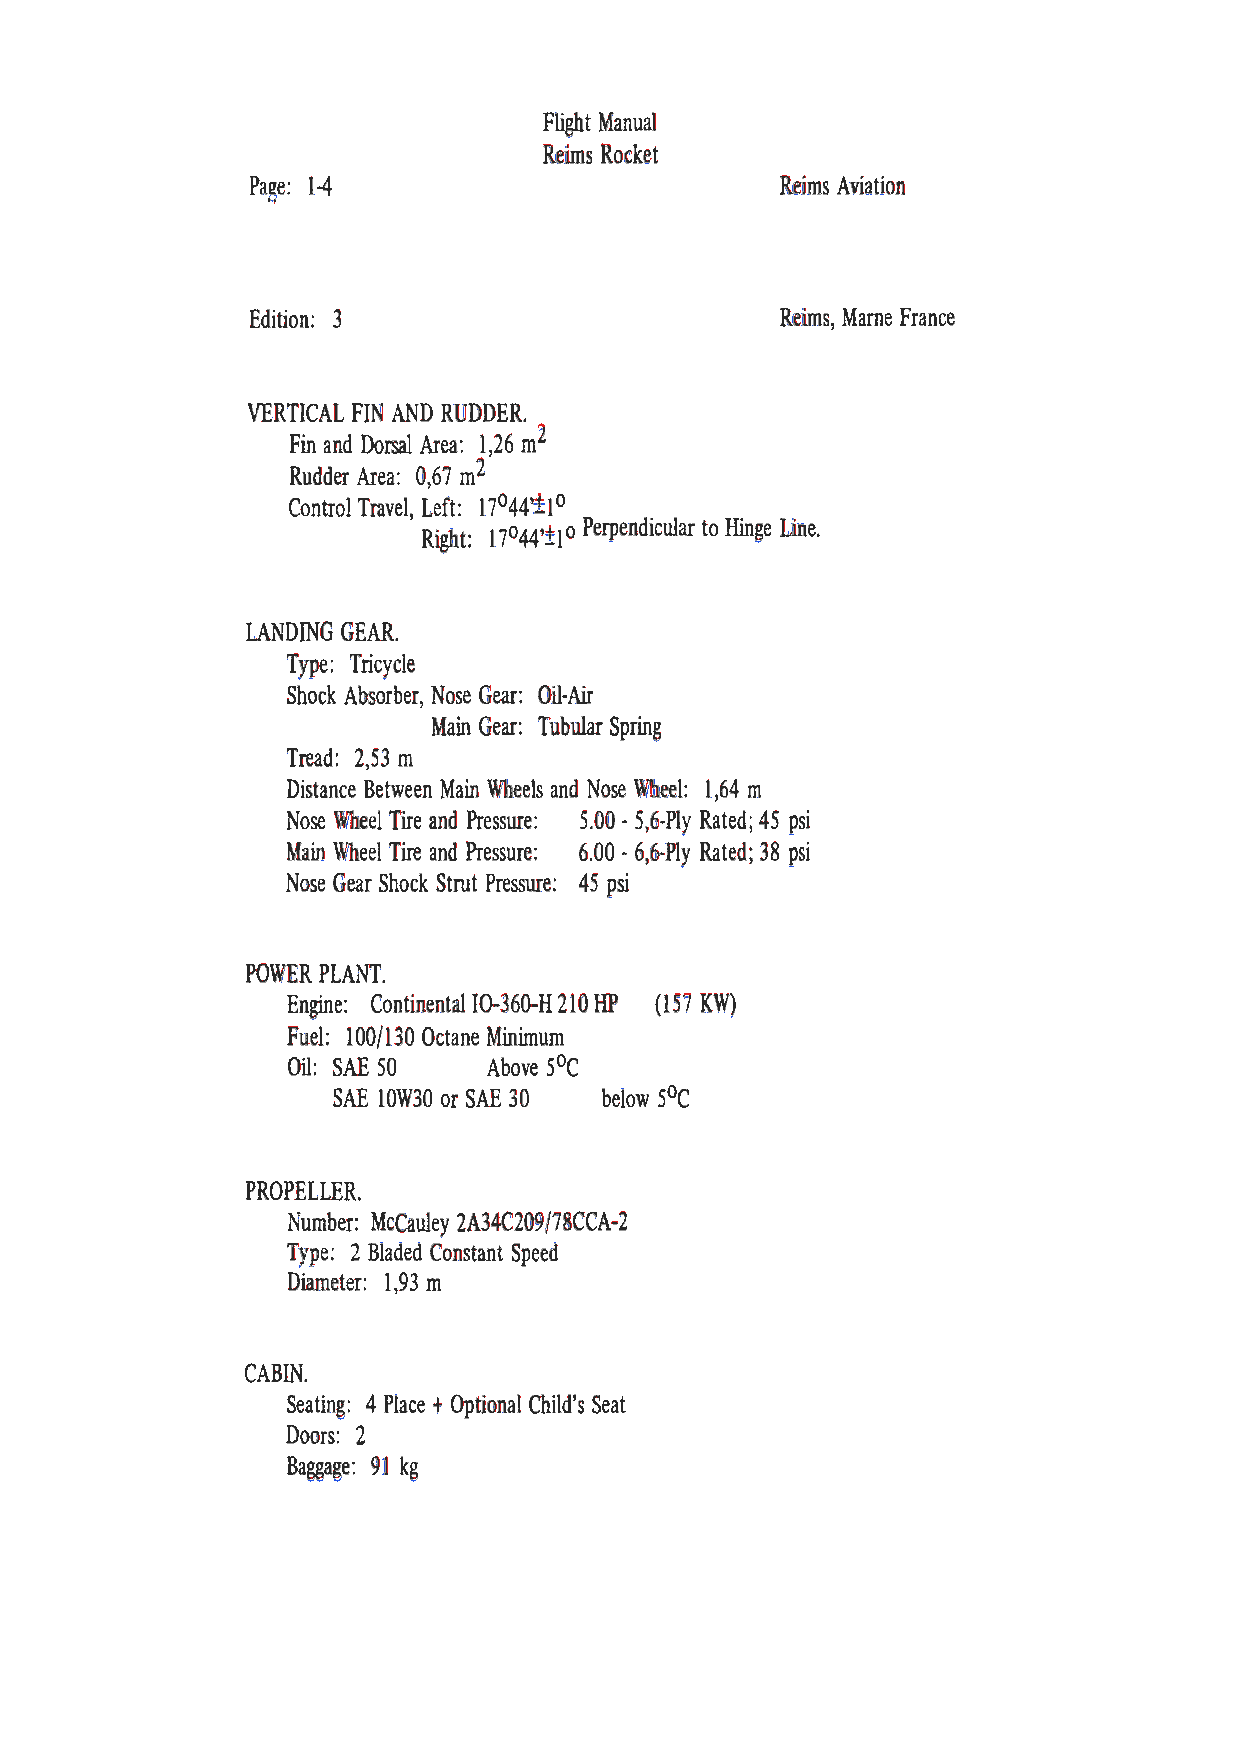 Flight Manual
Reims Rocket
Page: 1-4 Reims Aviation
Edition: 3 Reims, Marne France
VERTICAL FIN AND RUDDER.
Fin and Dorsal Area: 1,26 m2
Rudder Area: 0,67 m2
Control Travel, Left: 17°44'±1°
Right: 17°44'±1° Perpendicular to Hinge Line.
LANDING GEAR.
Type: Tricycle
Shock Absorber, Nose Gear: Oil-Air
Main Gear: Tubular Spring
Tread: 2,53 m
Distance Between Main Wheels and Nose Wheel: 1,64 m
Nose Wheel Tire and Pressure: 5.00 - 5,6-Ply Rated; 45 psi
Main Wheel Tire and Pressure: 6.00 - 6,6-Ply Rated; 38 psi
Nose Gear Shock Strut Pressure: 45 psi
POWER PLANT.
Engine: Continental IO-360-H 210 HP (157 KW)
Fuel: 100/130 Octane Minimum
Oil: SAE 50 Above 5°C
SAE 10W30 or SAE 30 below 5°C
PROPELLER.
Number: McCauley 2A34C209/78CCA-2
Type: 2 Bladed Constant Speed
Diameter: 1,93 m
CABIN.
Seating: 4 Place + Optional Child's Seat
Doors: 2
Baggage: 91 kg